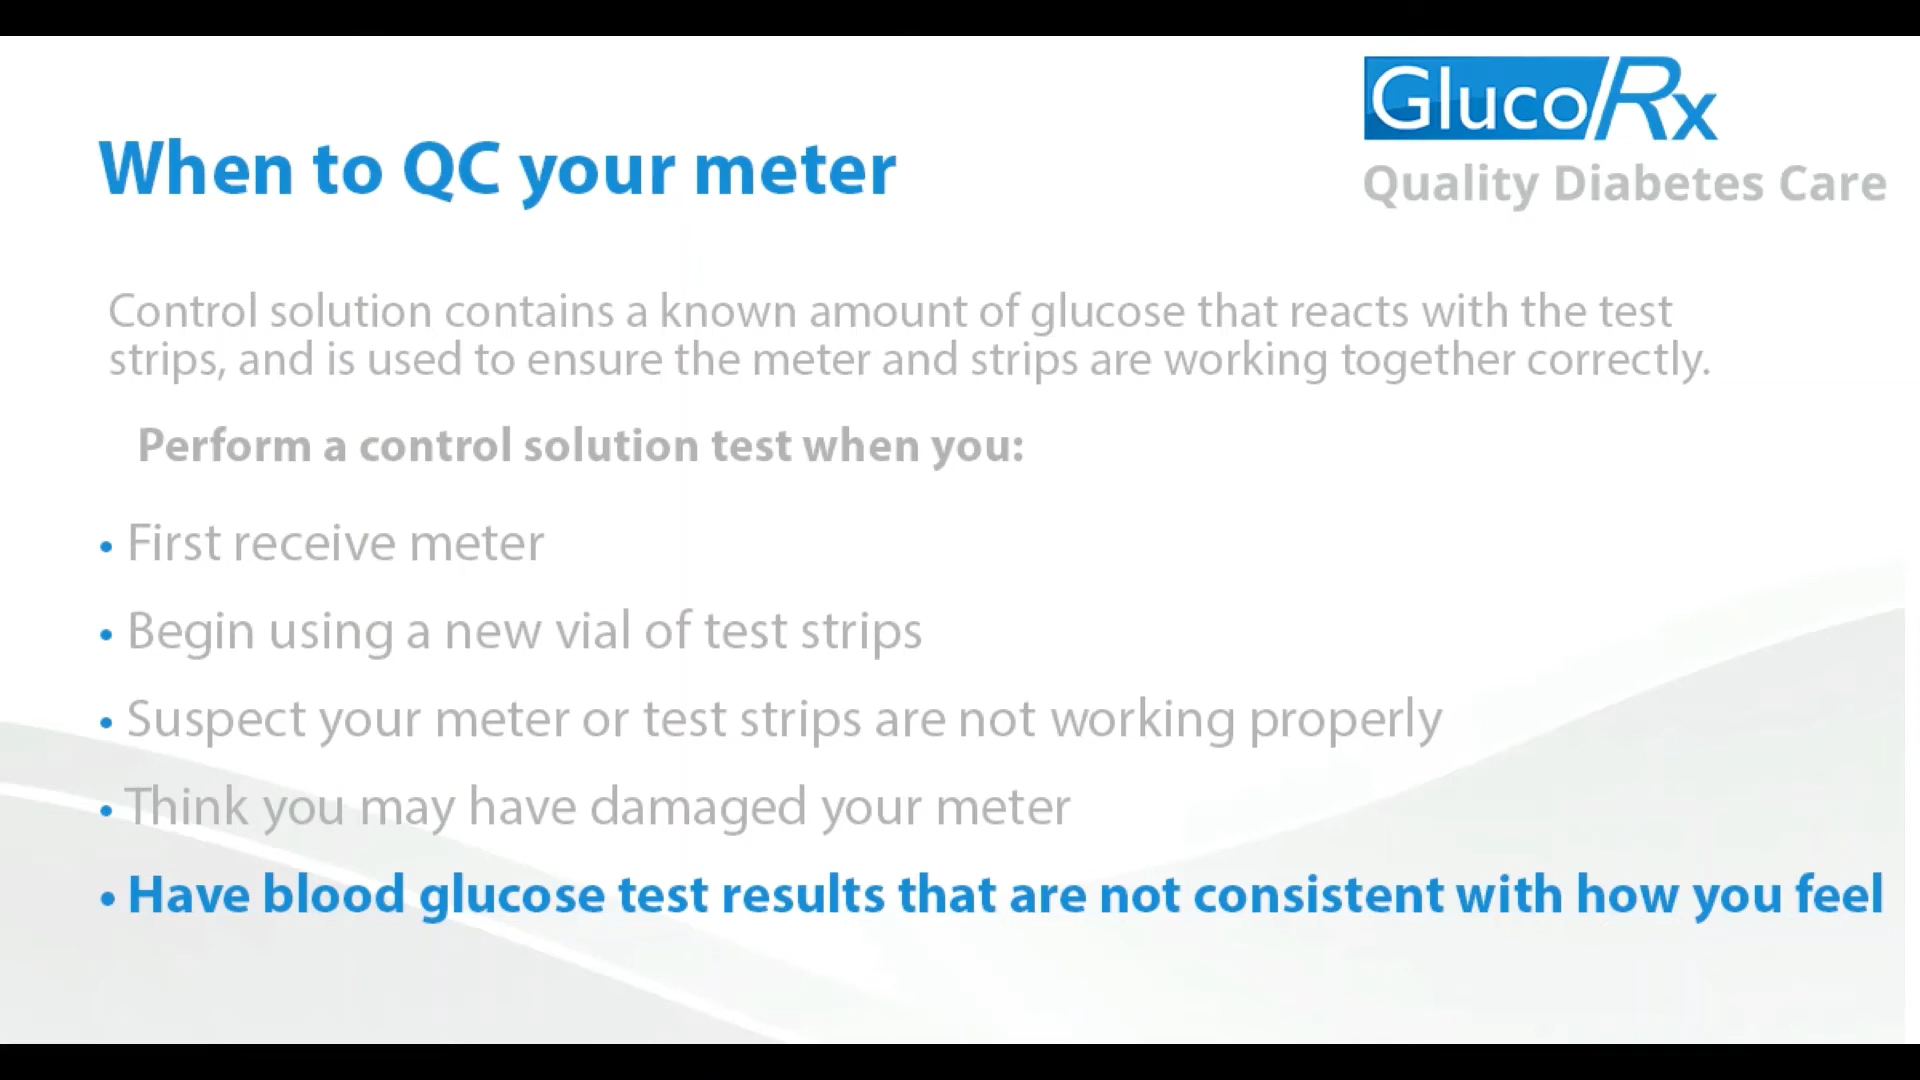 GlucoRx
Quality Diabetes Care
When to QC your meter
Control solution contains a known amount of glucose that reacts with the test
strips, and is used to ensure the meter and strips are working together correctly.
Perform a control solution test when you:
• First receive meter
• Begin using a new vial of test strips
• Suspect your meter or test strips are not working properly
• Think you may have damaged your meter
• Have blood glucose test results that are not consistent with how you feel